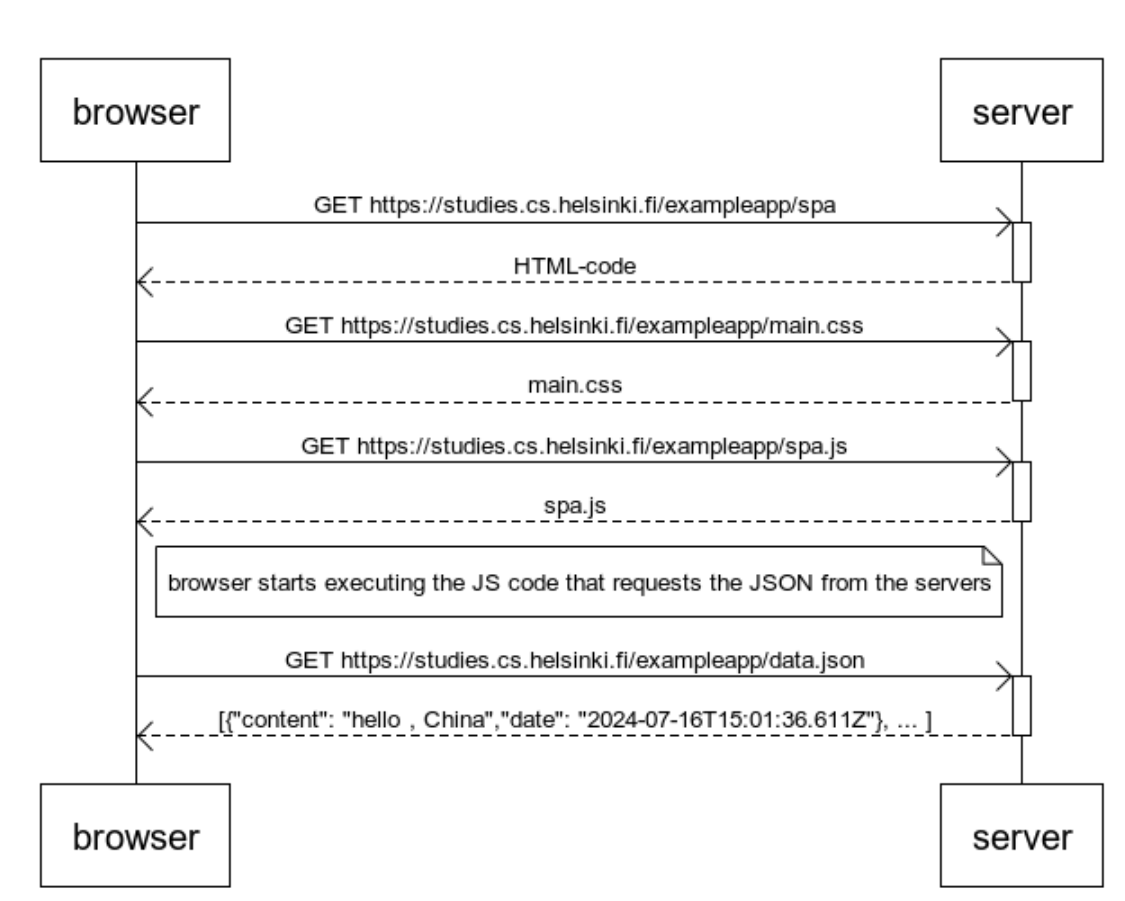 browser
server
GET https://studies.cs.helsinki.fi/exampleapp/spa
HTML-code
GET https://studies.cs.helsinki.fi/exampleapp/main.css
main.css
GET https://studies.cs.helsinki.fi/exampleapp/spa.js
spa.js
browser starts executing the JS code that requests the JSON from the servers
GET https://studies.cs.helsinki.fi/exampleapp/data.json
[{"content": "hello , China","date": "2024-07-16T15:01:36.611Z"}, ... ]
browser
server